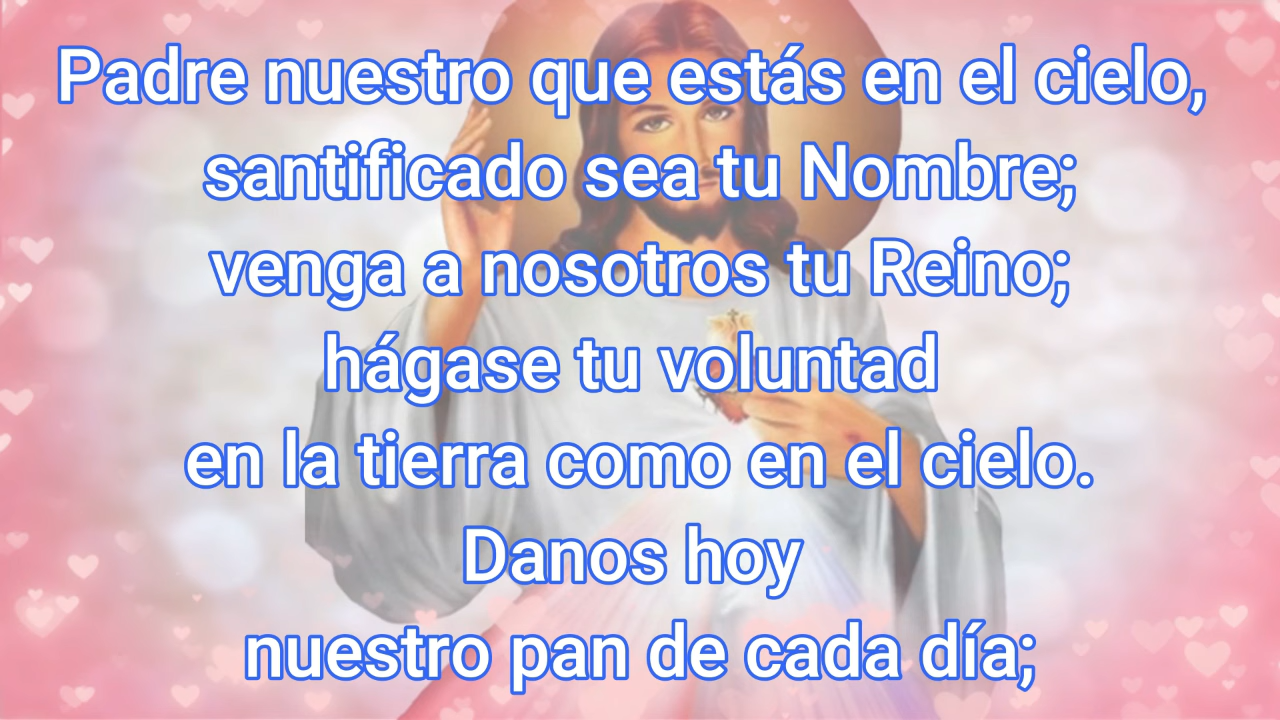 Padre nuestro que estás en el cielo,
santificado sea tu Nombre;
venga a nosotros tu Reino;
hágase tu voluntad
en la tierra como en el cielo.
Danos hoy
nuestro pan de cada día;